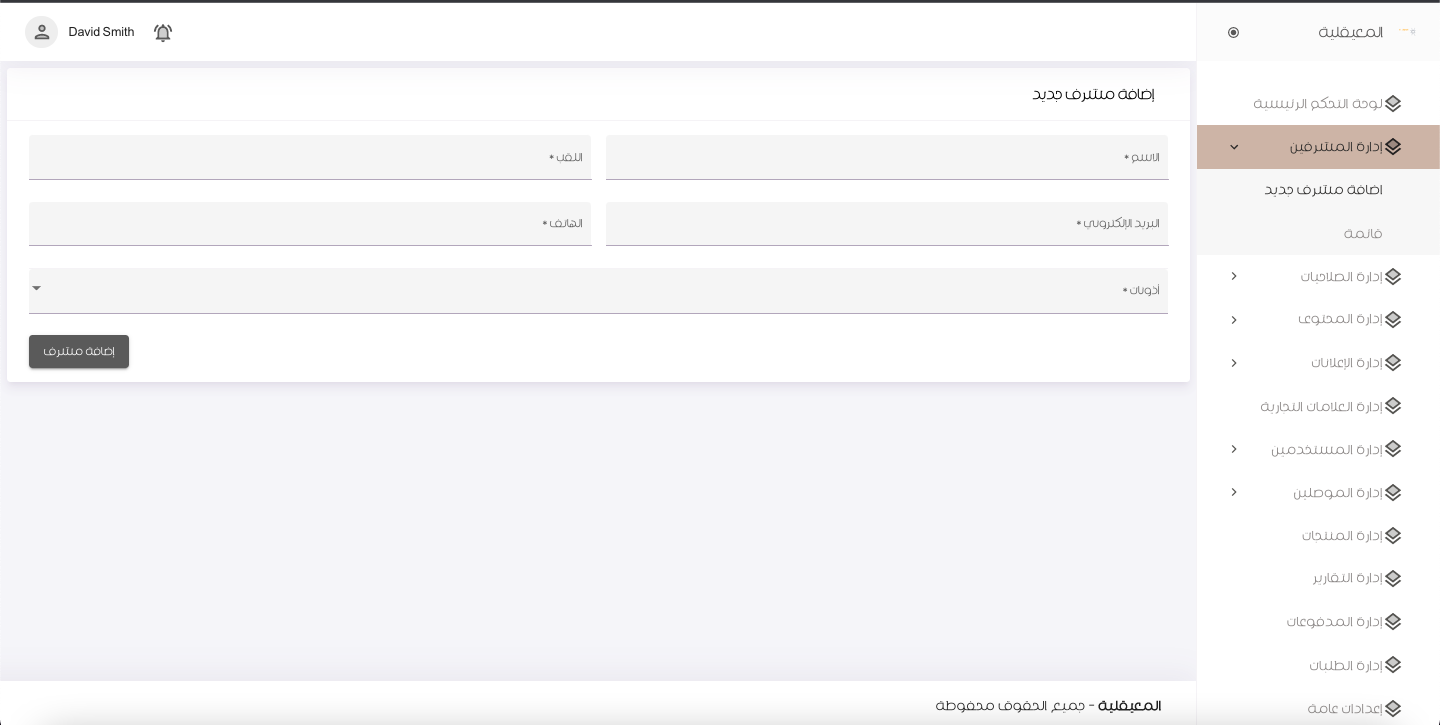 المعيقلية
David Smith
لوحة التحكم الرئيسية
إدارة المشرفين
اضافة مشرف جديد
قائمة
إدارة الصلاحيات
إدارة المحتوى
إدارة الإعلانات
إدارة العلامات التجارية
إدارة المستخدمين
إدارة الموصلين
إدارة المنتجات
إدارة التقارير
إدارة المدفوعات
إدارة الطلبات
إعدادات عامة
إضافة مشرف جديد
الاسم *
اللقب *
البريد الإلكتروني *
الهاتف *
أذونات *
إضافة مشرف
المعيقلية - جميع الحقوق محفوظة